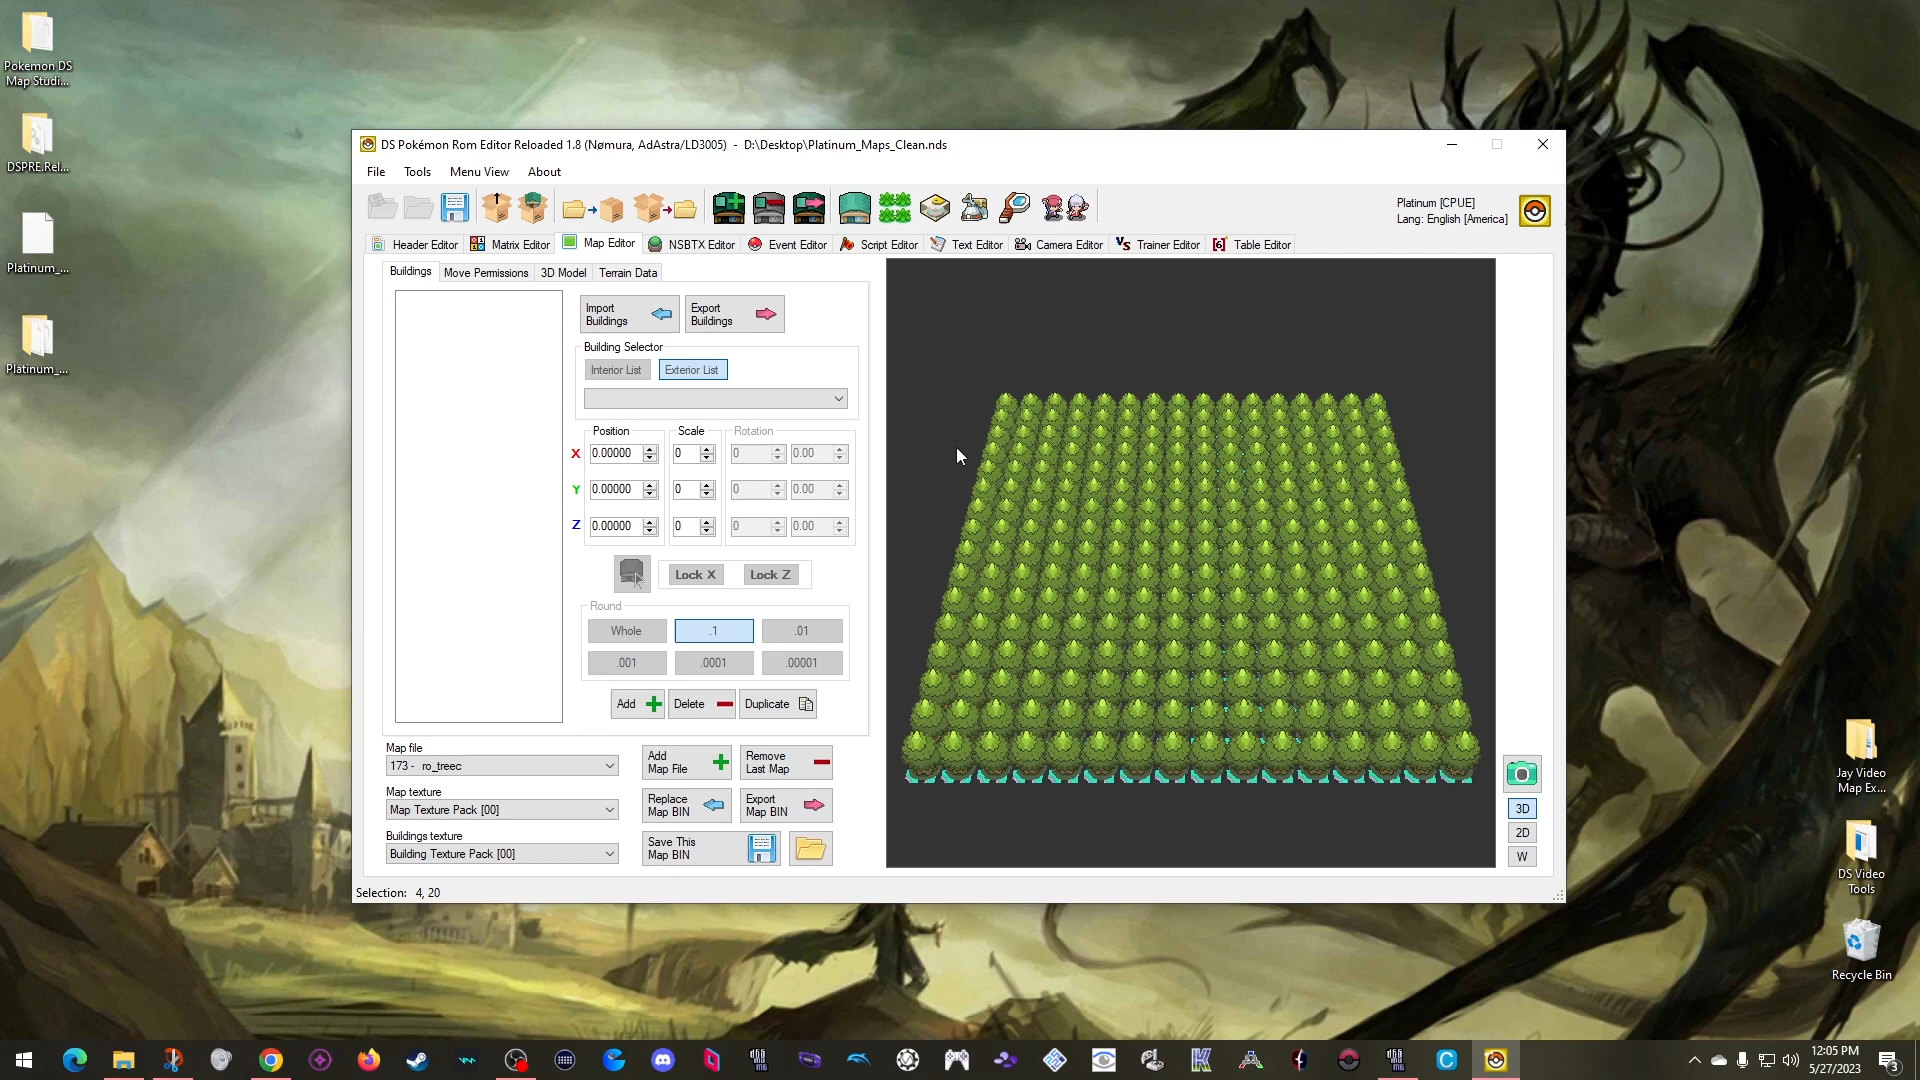 Pokemon DS
Map Studi...
DSPRE.Rel...
Platinum_...
Platinum_...
DS Pokémon Rom Editor Reloaded 1.8 (Nømura, AdAstra/LD3005)  -  D:\Desktop\Platinum_Maps_Clean.nds
File Tools Menu View About
Platinum [CPUE]
Lang: English [America]
Header Editor Matrix Editor Map Editor NSBTX Editor Event Editor Script Editor Text Editor Camera Editor Trainer Editor Table Editor
Buildings Move Permissions 3D Model Terrain Data
Import
Buildings
Export
Buildings
Building Selector
Interior List Exterior List
Position Scale Rotation
X 0.00000 0 0 0.00
Y 0.00000 0 0 0.00
Z 0.00000 0 0 0.00
Lock X Lock Z
Round
Whole .1 .01
.001 .0001 .00001
Add Delete Duplicate
Map file
173 -  ro_treec
Map texture
Map Texture Pack [00]
Buildings texture
Building Texture Pack [00]
Add
Map File
Remove
Last Map
Replace
Map BIN
Export
Map BIN
Save This
Map BIN
3D
2D
W
Selection:  4, 20
Jay Video
Map Ex...
DS Video
Tools
Recycle Bin
12:05 PM
5/27/2023
3